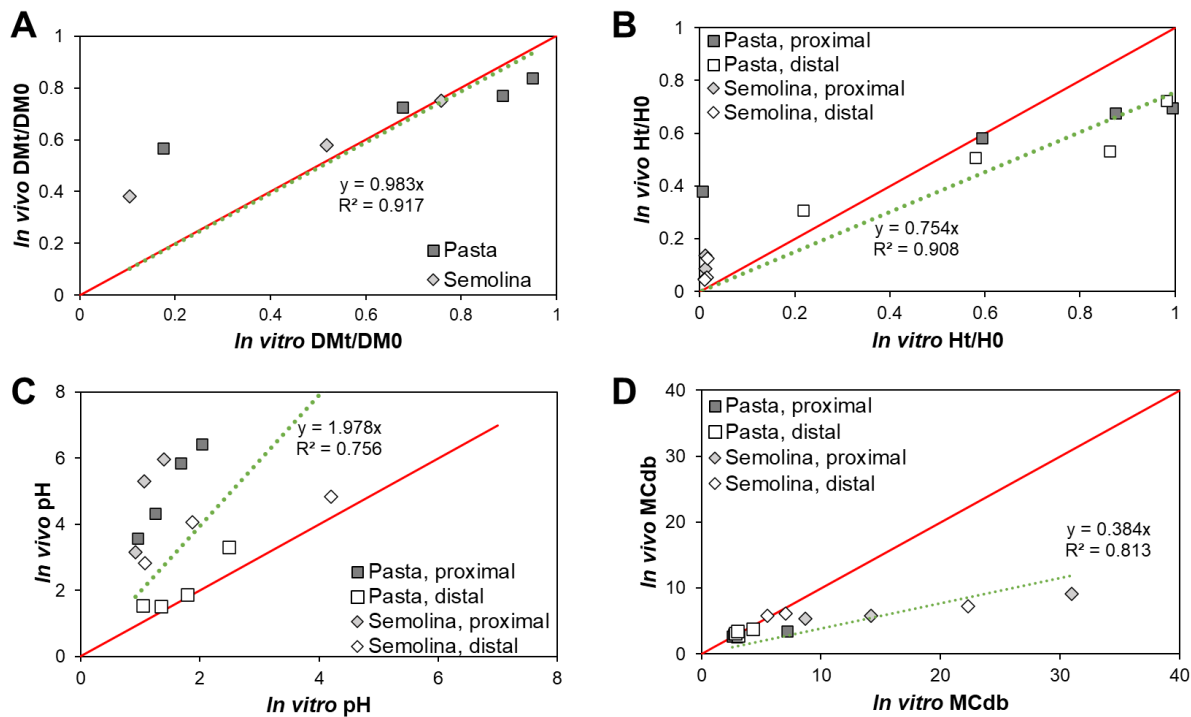 A
1
0.8
0.6
0.4
0.2
0
0
0.2
0.4
0.6
0.8
1
In vivo DMt/DM0
In vitro DMt/DM0
y = 0.983x
R² = 0.917
Pasta
Semolina
B
1
0.8
0.6
0.4
0.2
0
0
0.2
0.4
0.6
0.8
1
In vivo Ht/H0
In vitro Ht/H0
Pasta, proximal
Pasta, distal
Semolina, proximal
Semolina, distal
y = 0.754x
R² = 0.908
C
8
6
4
2
0
0
2
4
6
8
In vivo pH
In vitro pH
y = 1.978x
R² = 0.756
Pasta, proximal
Pasta, distal
Semolina, proximal
Semolina, distal
D
40
30
20
10
0
0
10
20
30
40
In vivo MCdb
In vitro MCdb
Pasta, proximal
Pasta, distal
Semolina, proximal
Semolina, distal
y = 0.384x
R² = 0.813